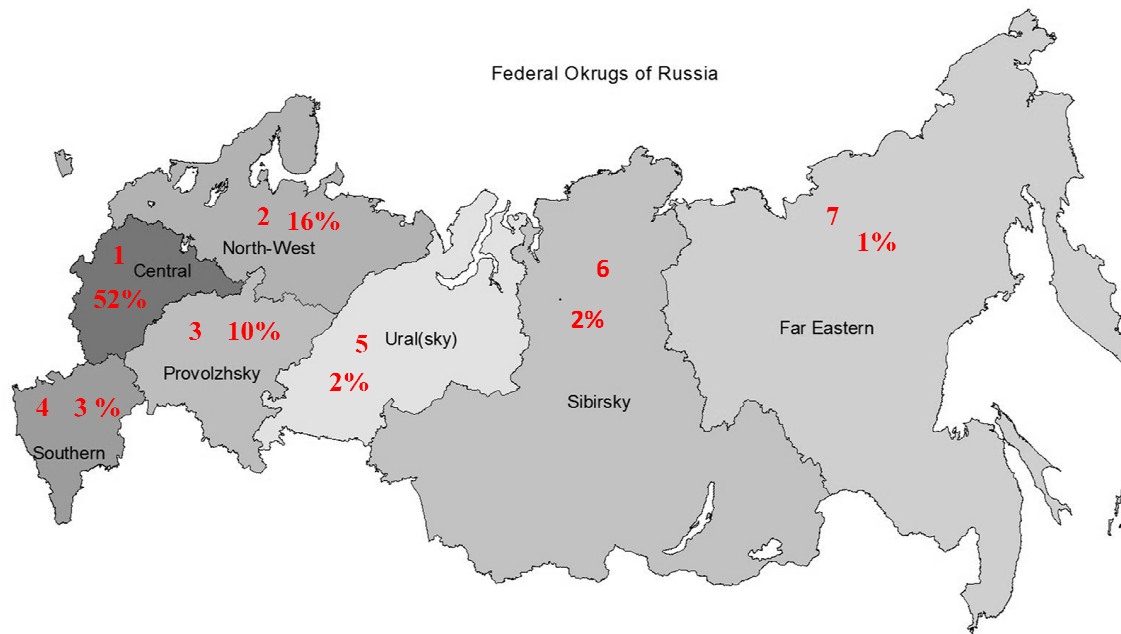 Federal Okrugs of Russia
2 16%
North-West
1
Central
52%
3 10%
Provolzhsky
4 3 %
Southern
5
Ural(sky)
2%
6
2%
Sibirsky
7
1%
Far Eastern